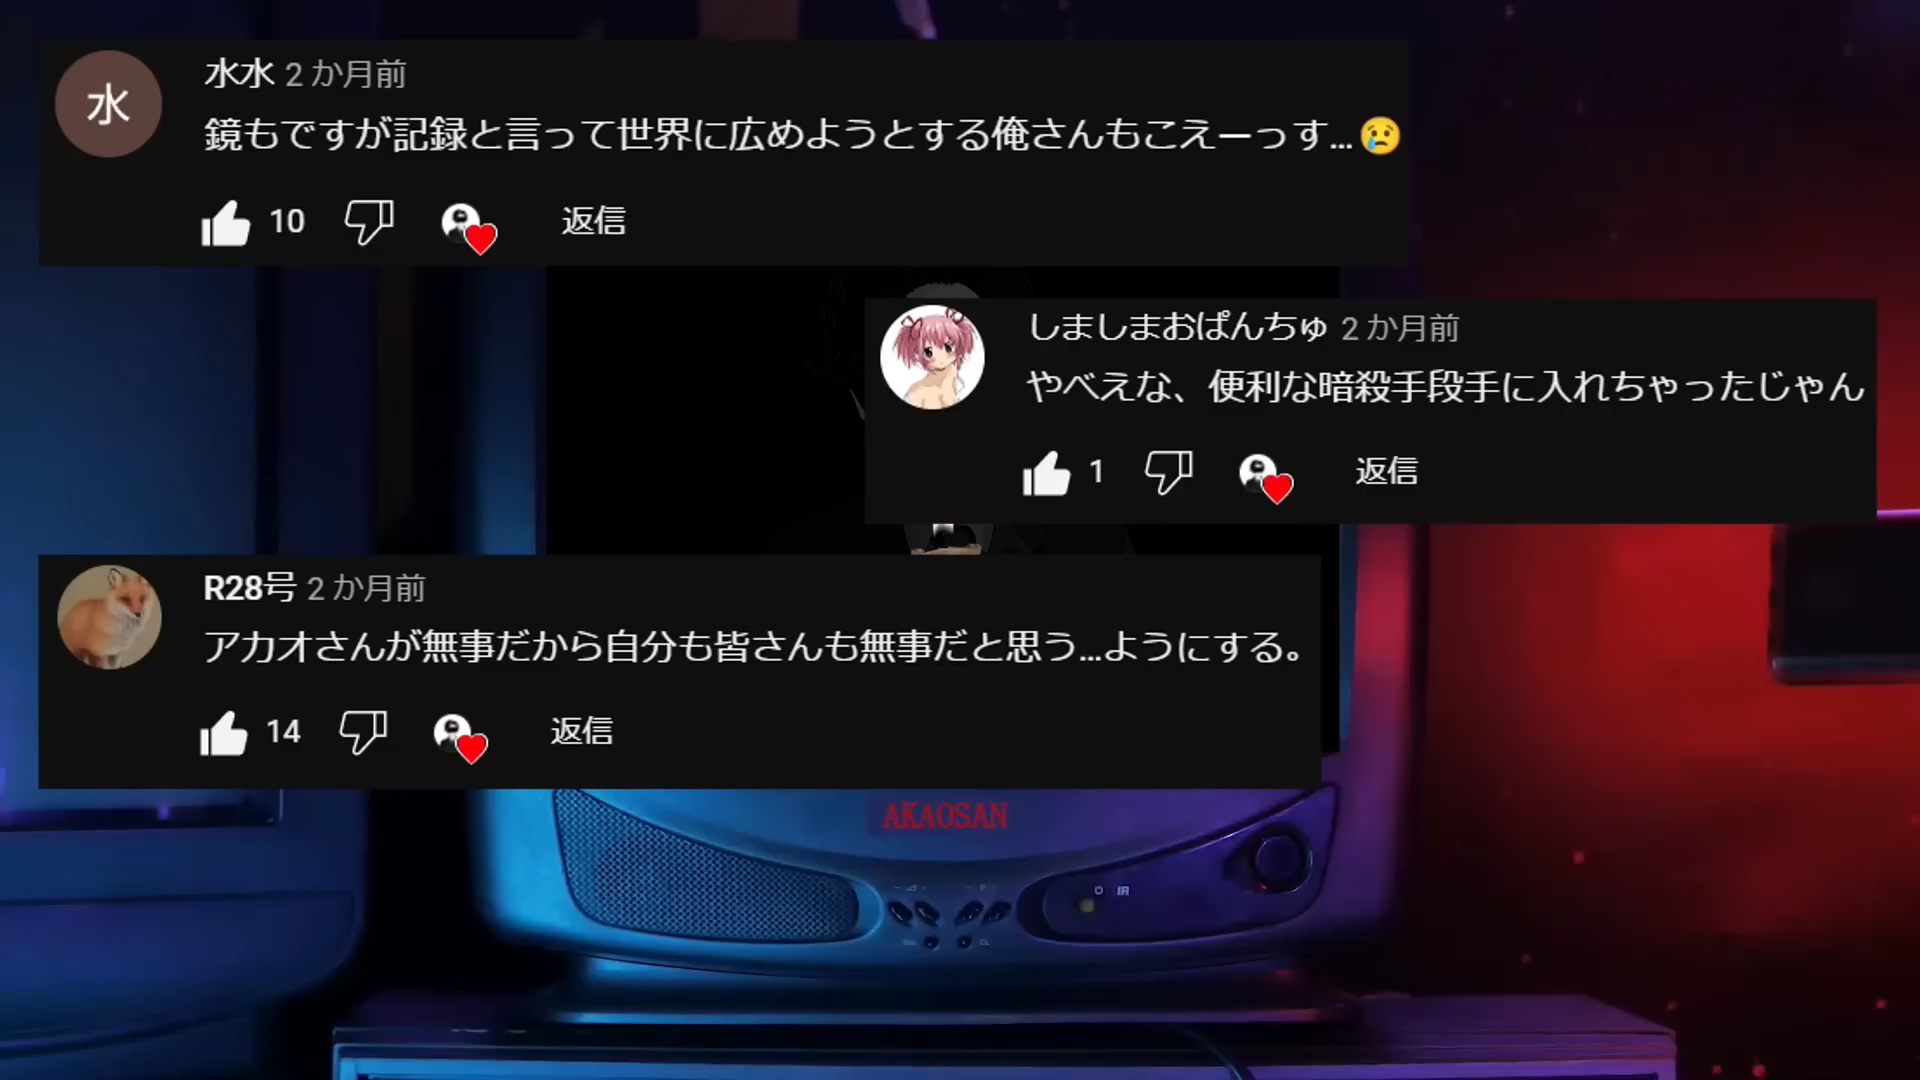 水
水水 2 か月前
鏡もですが記録と言って世界に広めようとする俺さんもこえーっす...😢
10 返信
しましまおぱんちゅ 2 か月前
やべえな、便利な暗殺手段手に入れちゃったじゃん
1 返信
R28号 2 か月前
アカオさんが無事だから自分も皆さんも無事だと思う...ようにする。
14 返信
AKAOSAN
IR